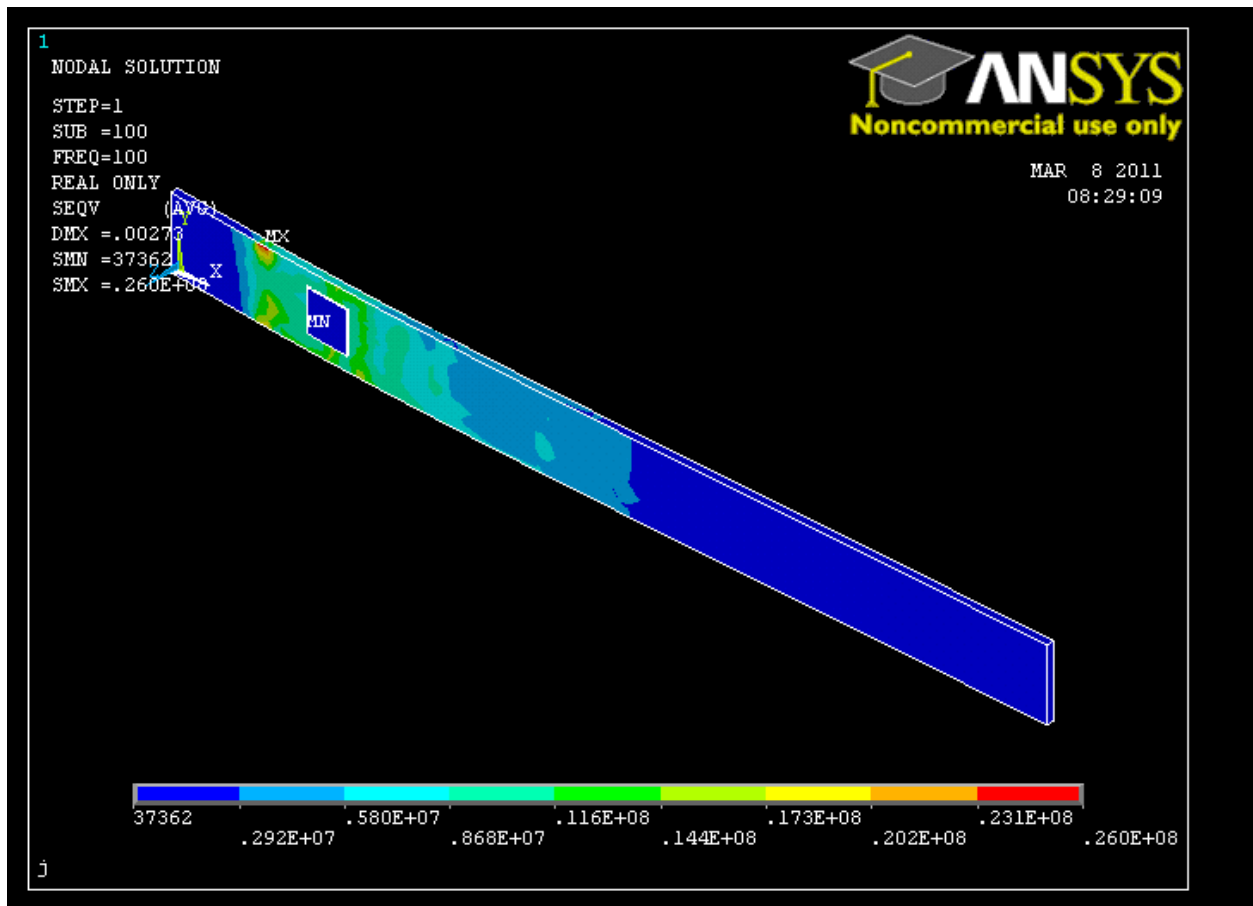 1
NODAL SOLUTION
STEP=1
SUB =100
FREQ=100
REAL ONLY
SEQV (AVG)
DMX =.00273
SMN =37362
SMX =.260E+08
ANSYS
Noncommercial use only
MAR 8 2011
08:29:09
MX
Y
Z
X
MN
37362 .580E+07 .116E+08 .173E+08 .231E+08
.292E+07 .868E+07 .144E+08 .202E+08 .260E+08
j